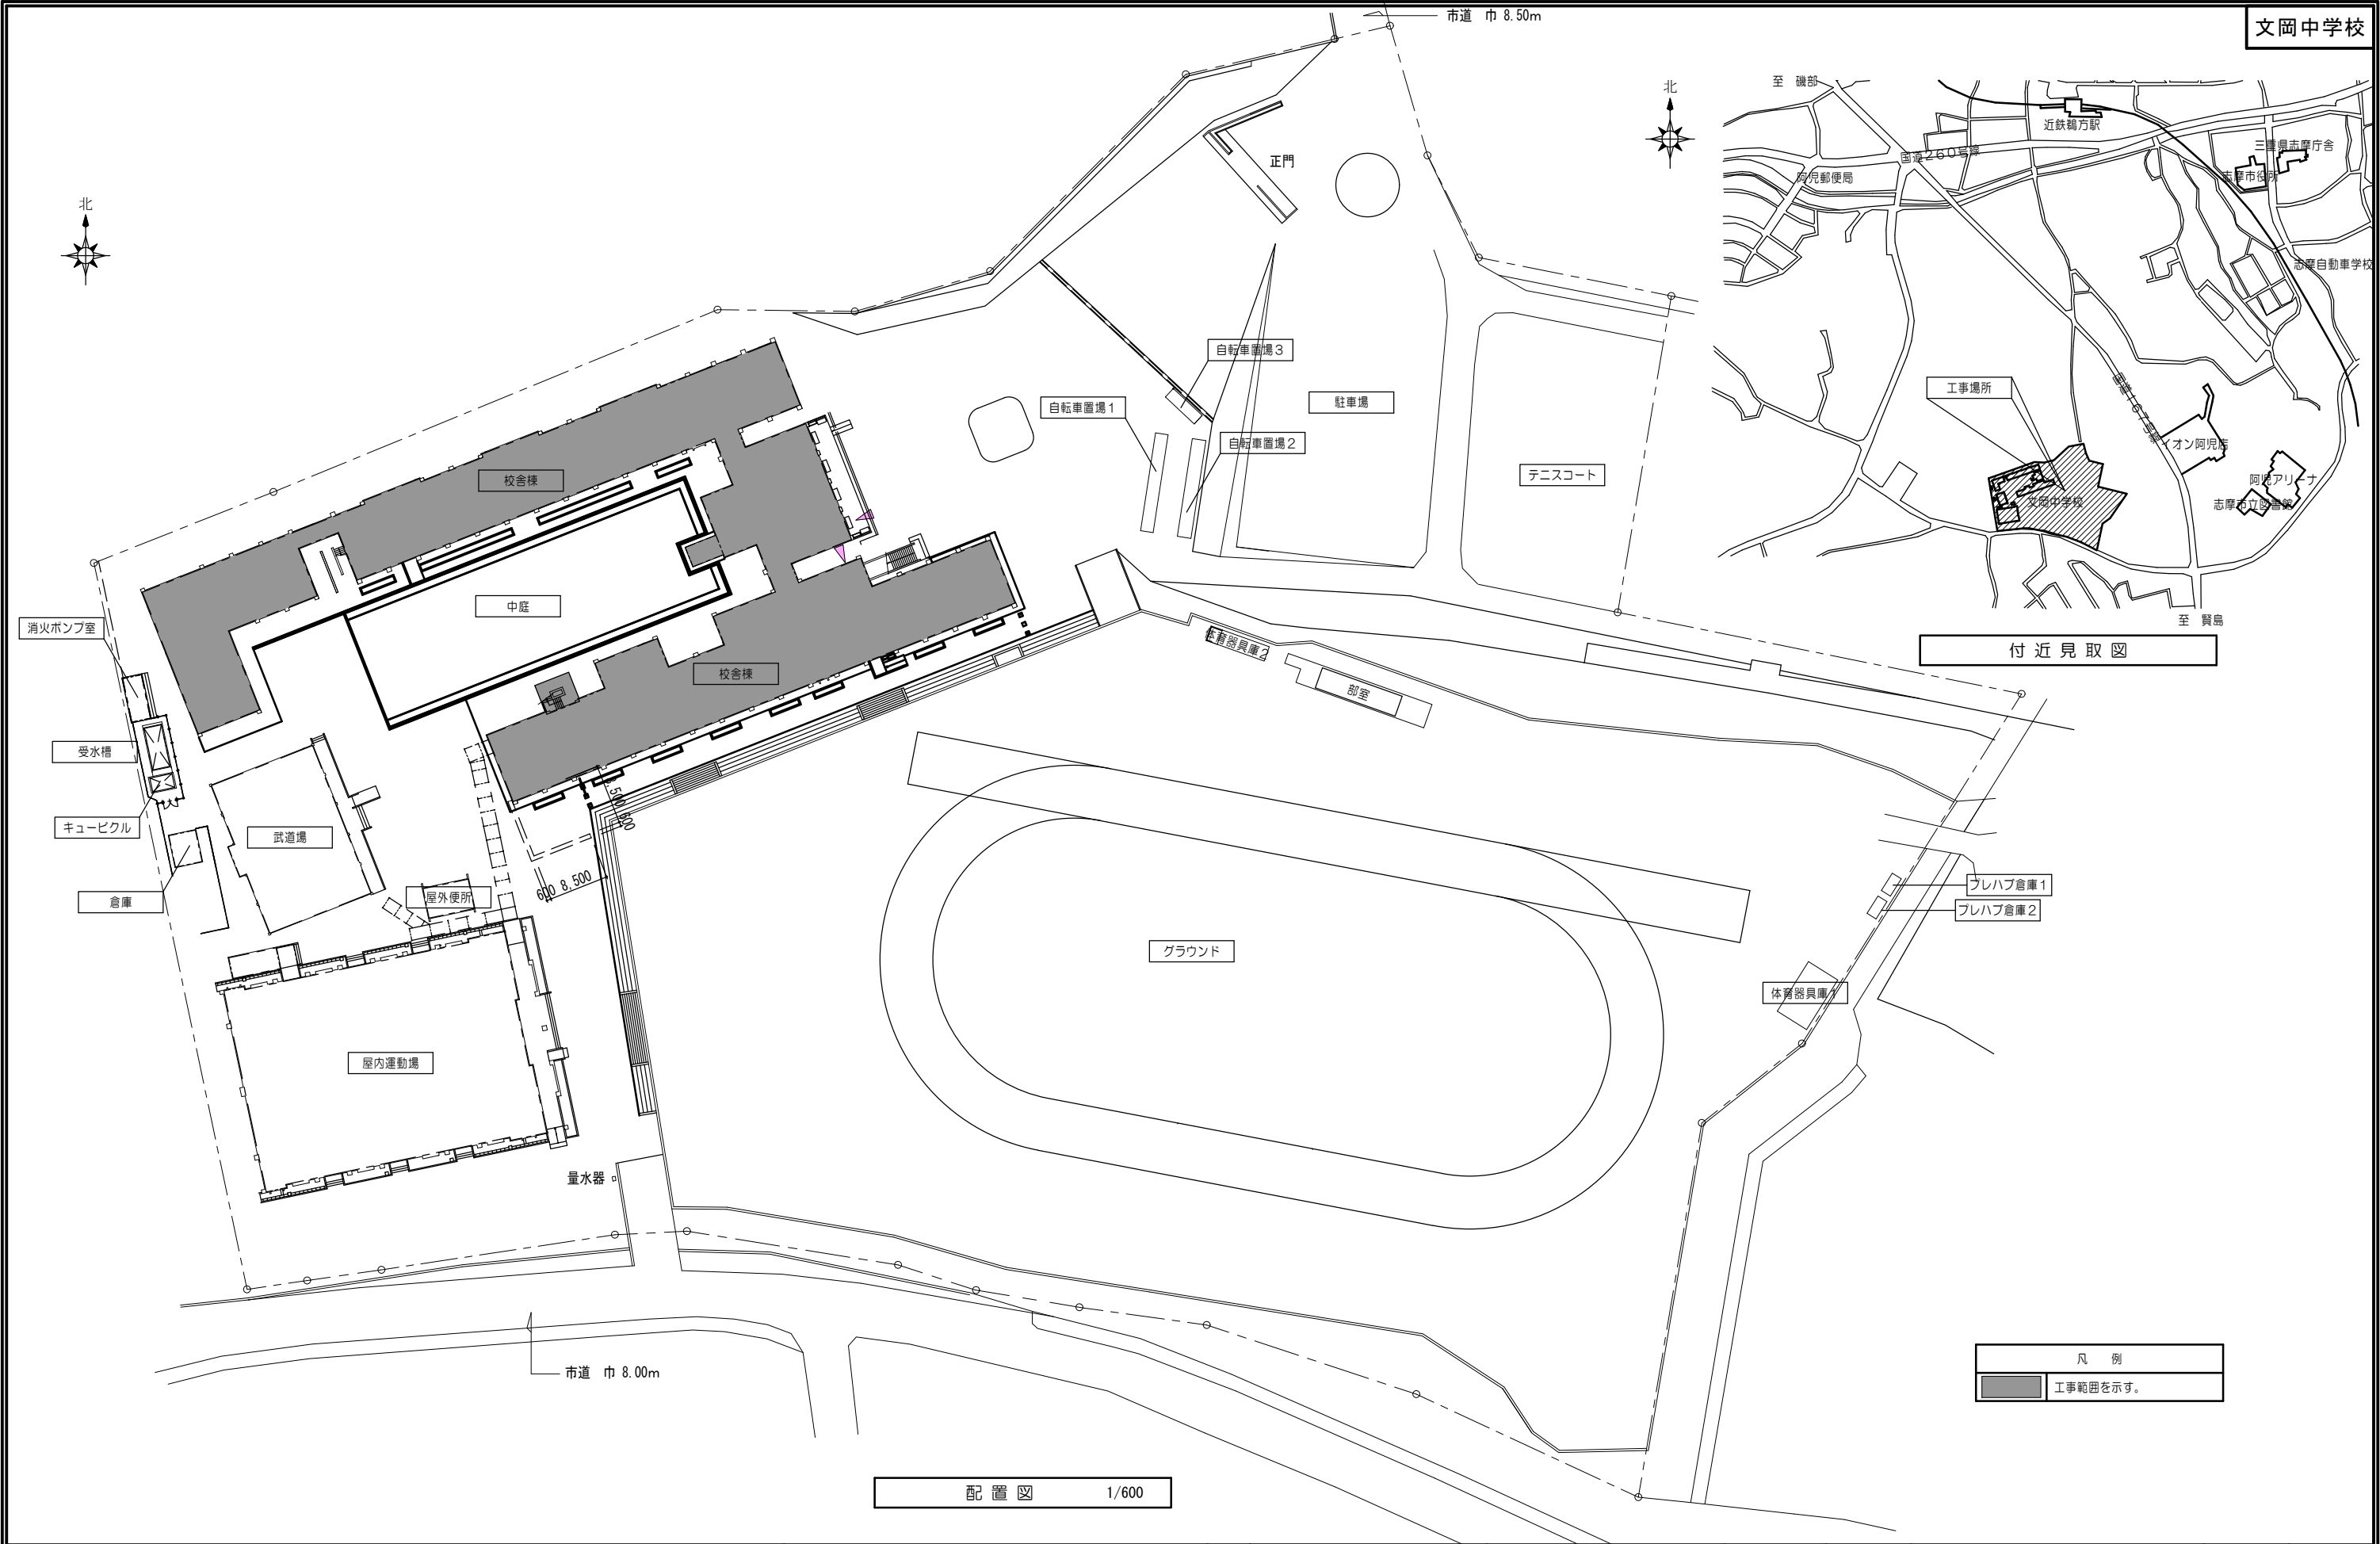 市道　巾 8.50m
文岡中学校
北
北
正門
至　磯部
近鉄鵜方駅
国道２６０号線
三重県志摩庁舎
志摩市役所
阿児郵便局
志摩自動車学校
工事場所
イオン阿児店
阿児アリーナ
志摩市立図書館
文岡中学校
至　賢島
付近見取図
自転車置場３
自転車置場１
自転車置場２
駐車場
テニスコート
校舎棟
中庭
校舎棟
消火ポンプ室
受水槽
キュービクル
倉庫
武道場
屋外便所
屋内運動場
600 8,500
体育器具庫2
部室
グラウンド
プレハブ倉庫１
プレハブ倉庫２
体育器具庫1
量水器
市道　巾 8.00m
凡　例
工事範囲を示す。
配置図　1/600